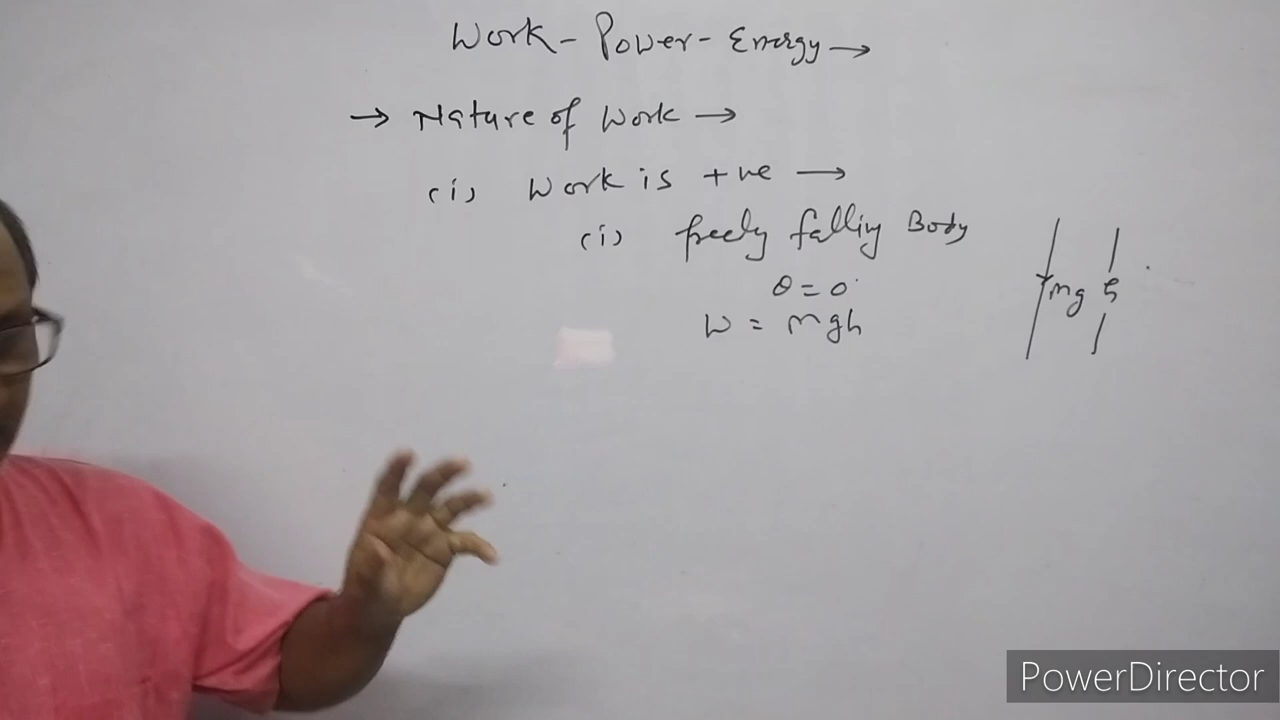 Work - Power - Energy →
→ Nature of Work →
(i) Work is +ve →
(i) freely falling Body
θ = 0°
W = mgh
mg h
PowerDirector